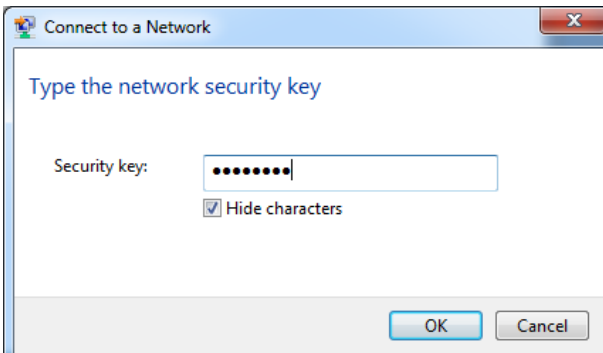 Connect to a Network
Type the network security key
Security key: ••••••••
Hide characters
OK Cancel